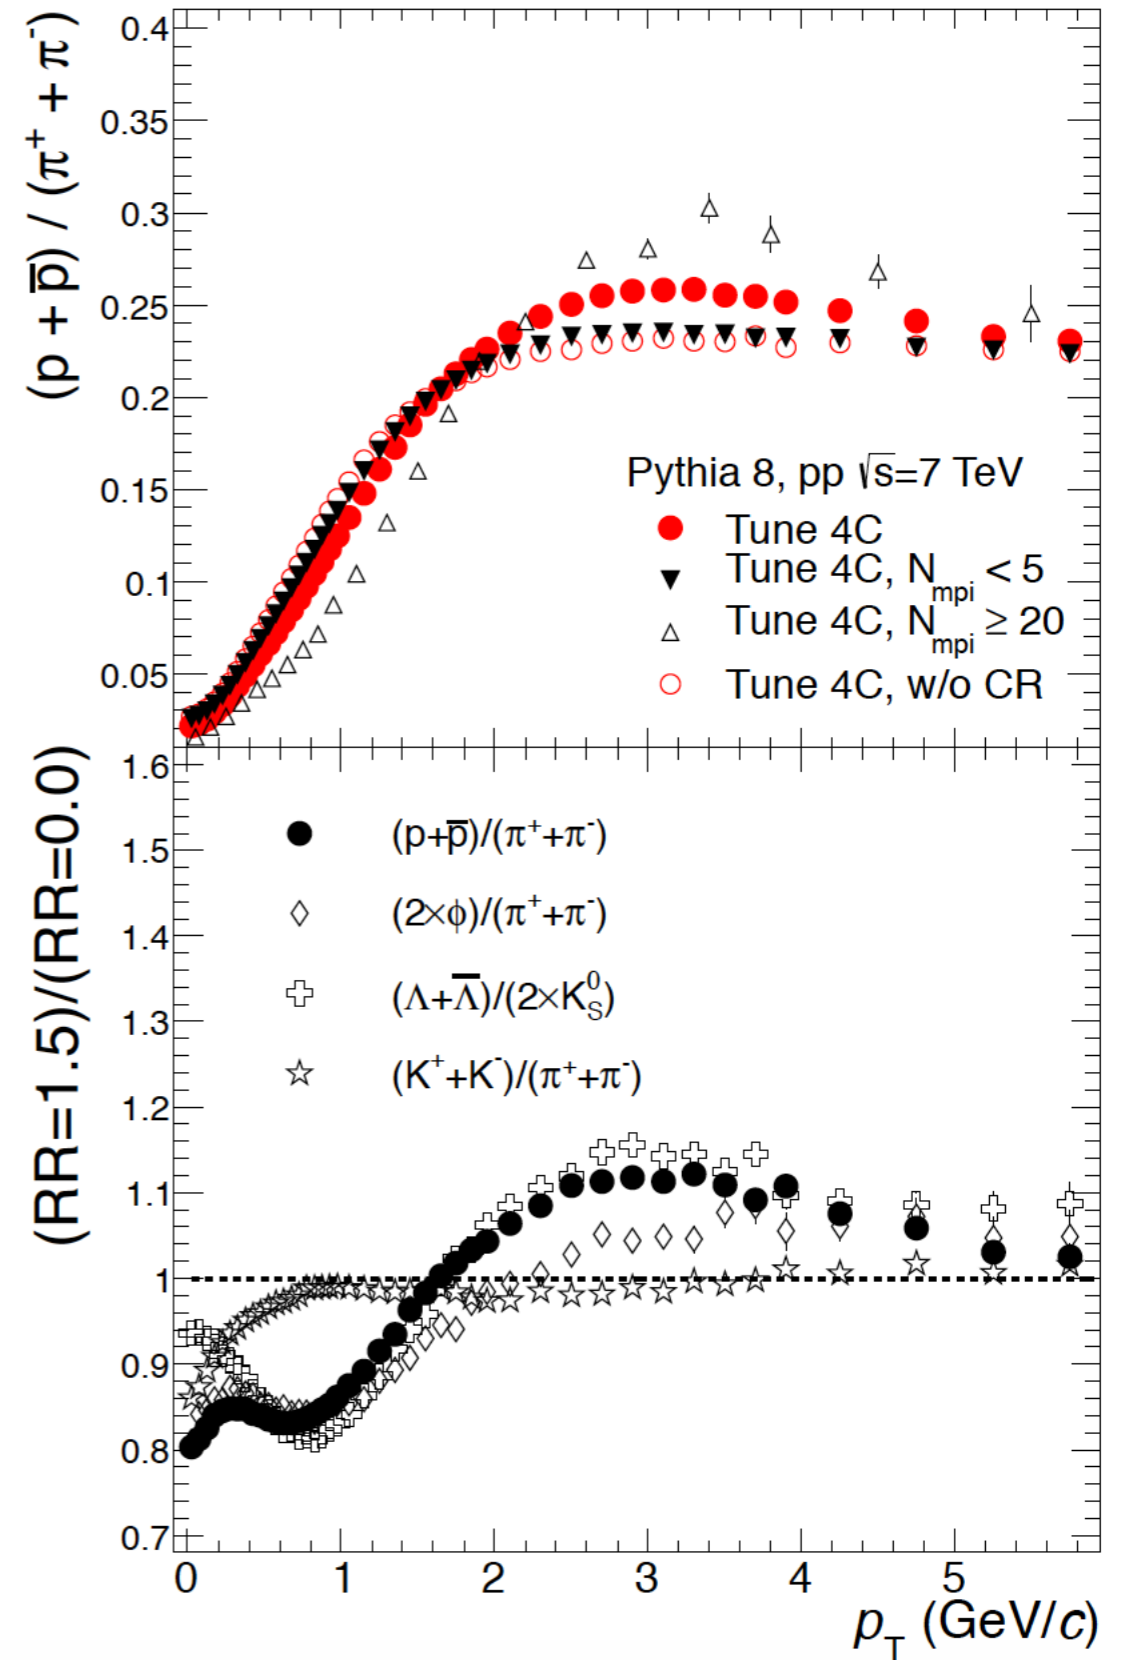 (p + p̅) / (π⁺ + π⁻)
0.4
0.35
0.3
0.25
0.2
0.15
0.1
0.05
Pythia 8, pp √s=7 TeV
Tune 4C
Tune 4C, N_mpi < 5
Tune 4C, N_mpi ≥ 20
Tune 4C, w/o CR
(RR=1.5)/(RR=0.0)
1.6
1.5
1.4
1.3
1.2
1.1
1
0.9
0.8
0.7
(p+p̅)/(π⁺+π⁻)
(2×ϕ)/(π⁺+π⁻)
(Λ+Λ̅)/(2×K⁰_S)
(K⁺+K⁻)/(π⁺+π⁻)
0 1 2 3 4 5
p_T (GeV/c)